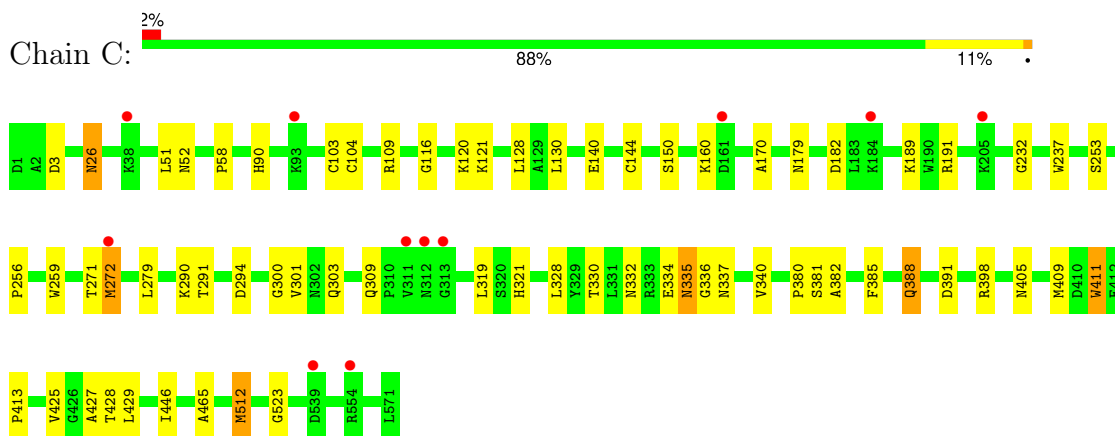 2%
Chain C:
88% 11% •
D1 A2 D3 N26 K38 L51 N52 P58 H90 K93 C103 C104 R109 G116 K120 K121 L128 A129 L130 E140 C144 S150 K160 D161 A170 N179 D182 L183 K184 K189 W190 R191 K205 G232 W237 S253
P256 W259 T271 M272 L279 K290 T291 D294 G300 V301 N302 Q303 Q309 P310 V311 N312 G313 L319 S320 H321 L328 Y329 T330 L331 N332 R333 E334 N335 G336 N337 V340 P380 S381 A382 F385 Q388 D391 R398 N405 M409 D410 W411
P413 V425 G426 A427 T428 L429 I446 A465 M512 G523 D539 R554 L571